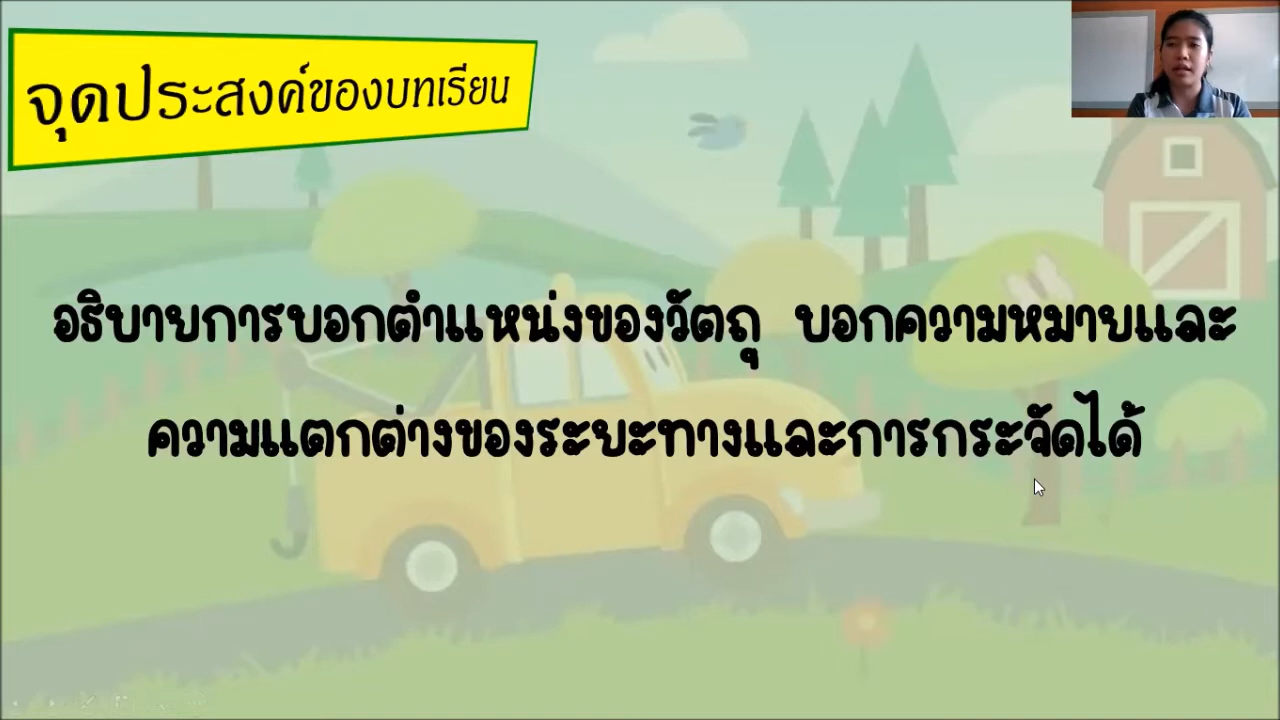 จุดประสงค์ของบทเรียน
อธิบายการบอกตำแหน่งของวัตถุ บอกความหมายและ
ความแตกต่างของระยะทางและการกระจัดได้